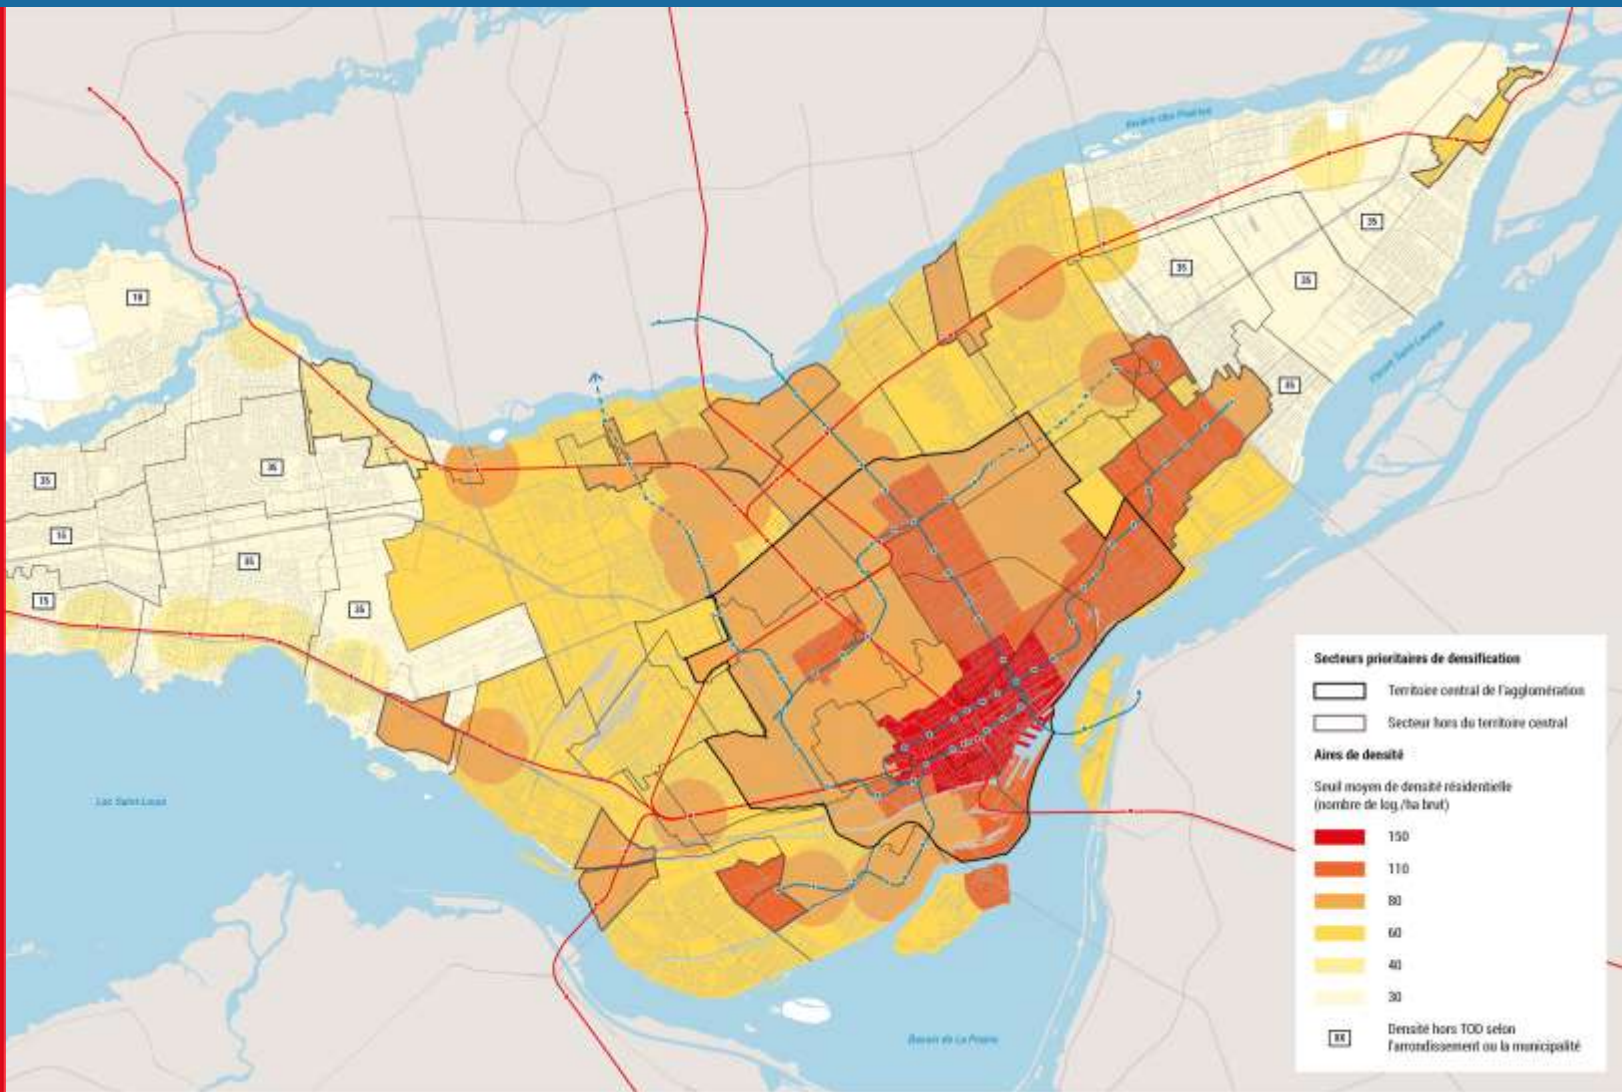 Rivière des Prairies
35
35
18
35
Fleuve Saint-Laurent
35
35
15
35
35
15
Lac Saint-Louis
Bassin de La Prairie
Secteurs prioritaires de densification
Territoire central de l'agglomération
Secteur hors du territoire central
Aires de densité
Seuil moyen de densité résidentielle
(nombre de log./ha brut)
150
110
80
60
40
30
XX
Densité hors TOD selon
l'arrondissement ou la municipalité